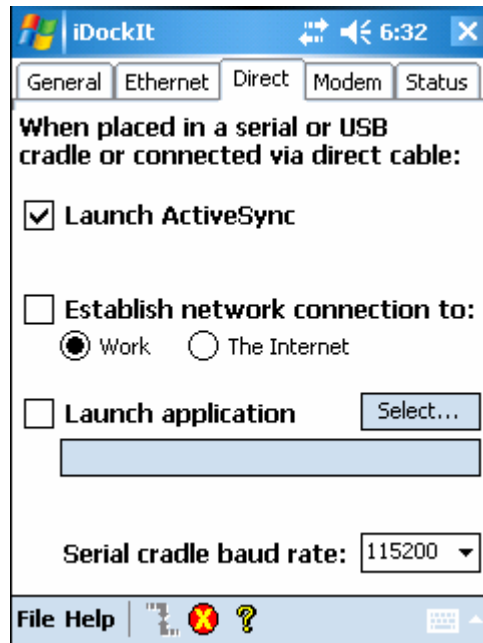 iDockIt 6:32
General Ethernet Direct Modem Status
When placed in a serial or USB
cradle or connected via direct cable:
Launch ActiveSync
Establish network connection to:
Work The Internet
Launch application Select...
Serial cradle baud rate: 115200
File Help